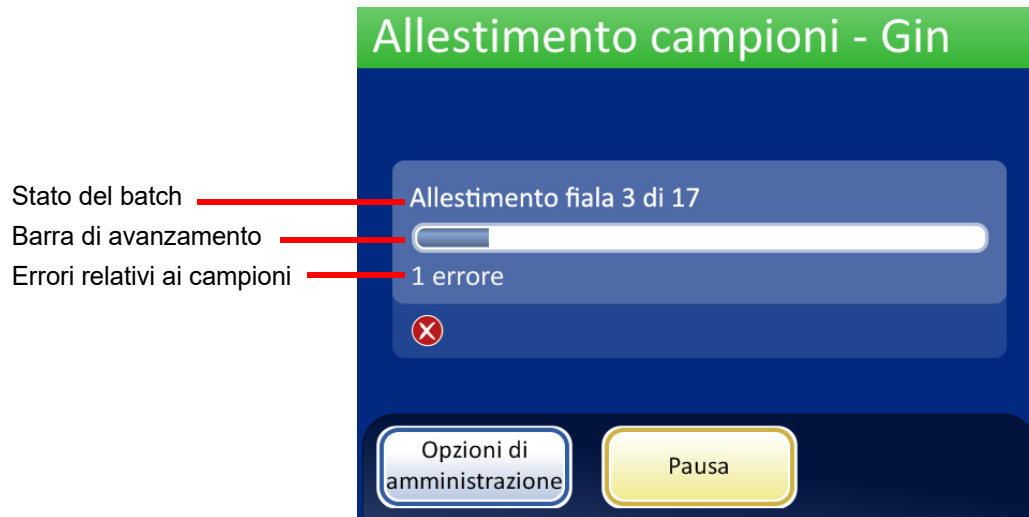 Allestimento campioni - Gin
Stato del batch
Allestimento fiala 3 di 17
Barra di avanzamento
Errori relativi ai campioni
1 errore
Opzioni di
amministrazione
Pausa